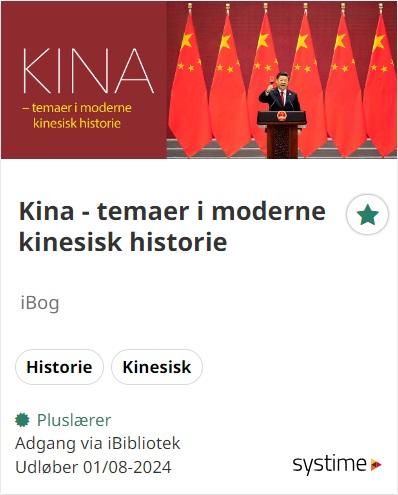 KINA
– temaer i moderne
kinesisk historie
Kina - temaer i moderne
kinesisk historie
iBog
Historie
Kinesisk
Pluslærer
Adgang via iBibliotek
Udløber 01/08-2024
systime